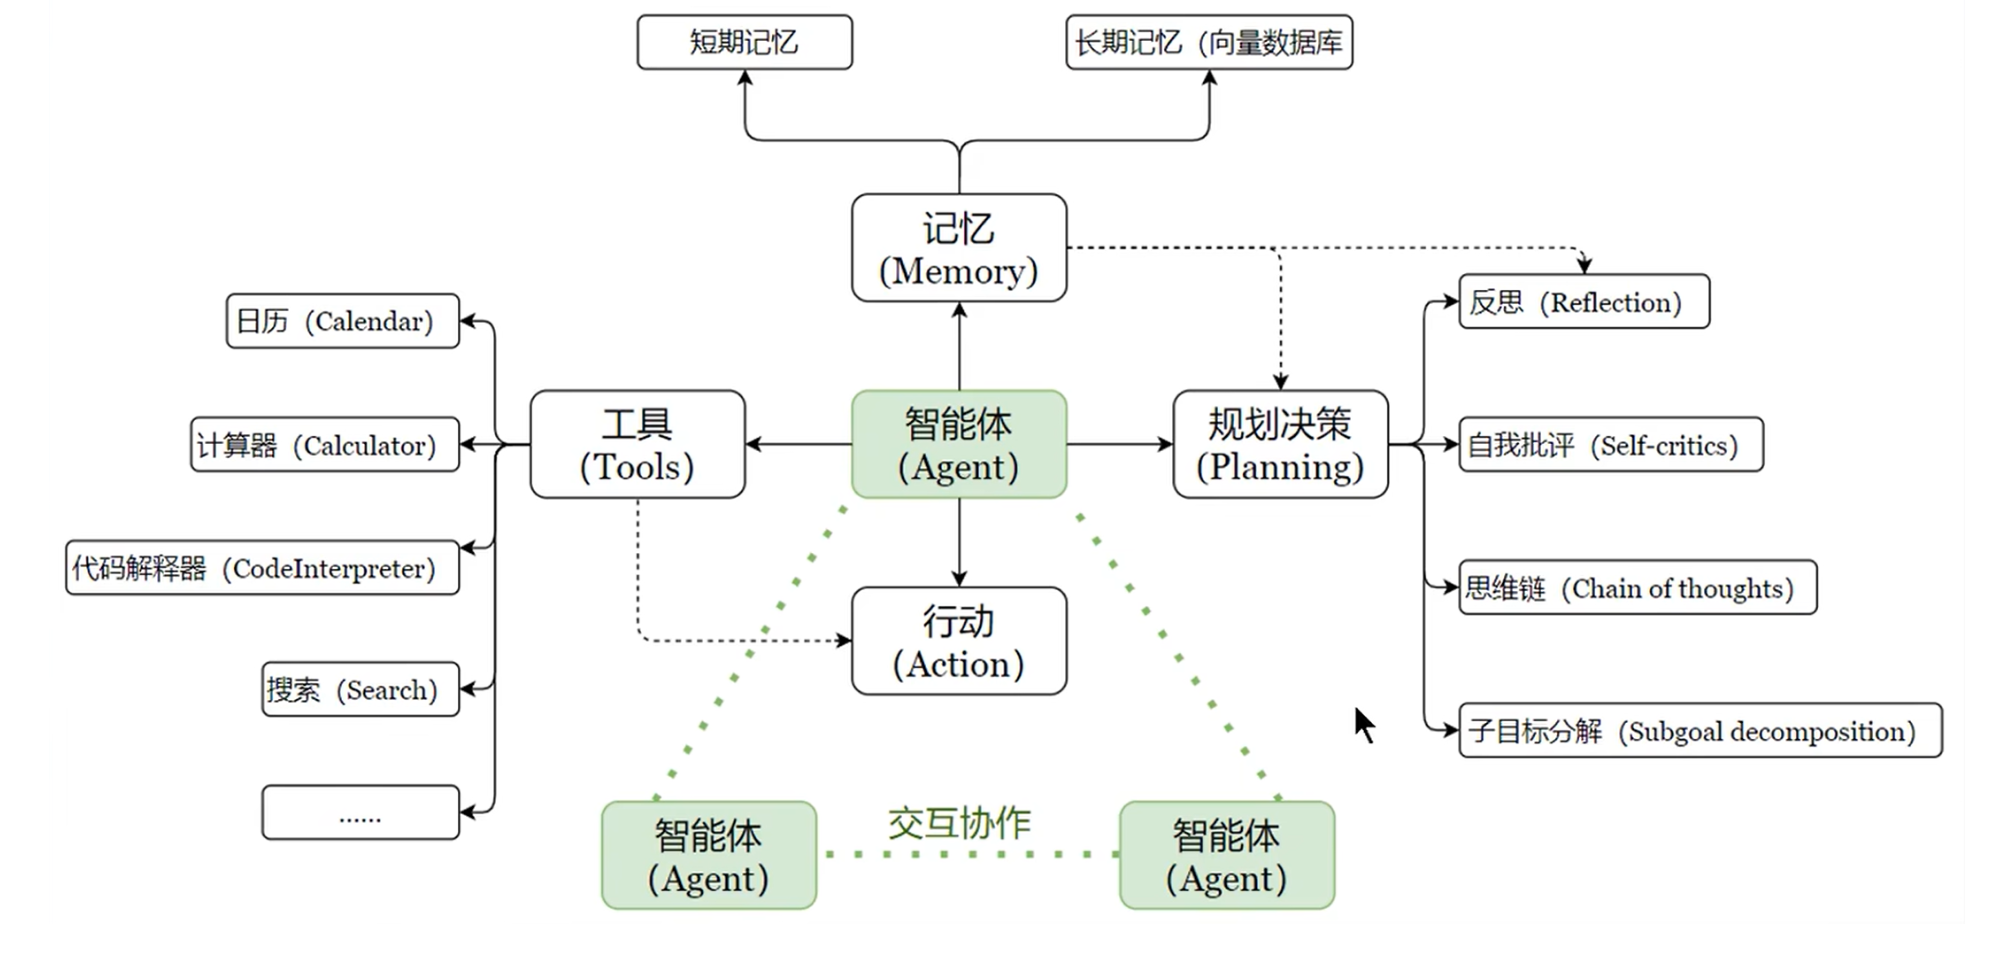 短期记忆
长期记忆（向量数据库
记忆
(Memory)
日历（Calendar）
反思（Reflection）
工具
(Tools)
智能体
(Agent)
规划决策
(Planning)
计算器（Calculator）
自我批评（Self-critics）
代码解释器（CodeInterpreter）
思维链（Chain of thoughts）
行动
(Action)
搜索（Search）
子目标分解（Subgoal decomposition）
......
交互协作
智能体
(Agent)
智能体
(Agent)